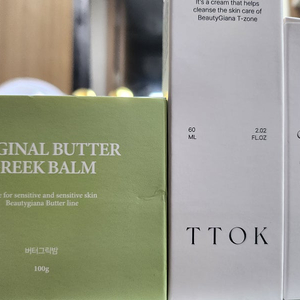 It's a cream that helps
cleanse the skin care of
BeautyGiana T-zone
60 2.02
ML FL.OZ
TTOK
GINAL BUTTER
REEK BALM
for sensitive and sensitive skin
Beautygiana Butter line
버터그릭밤
100g